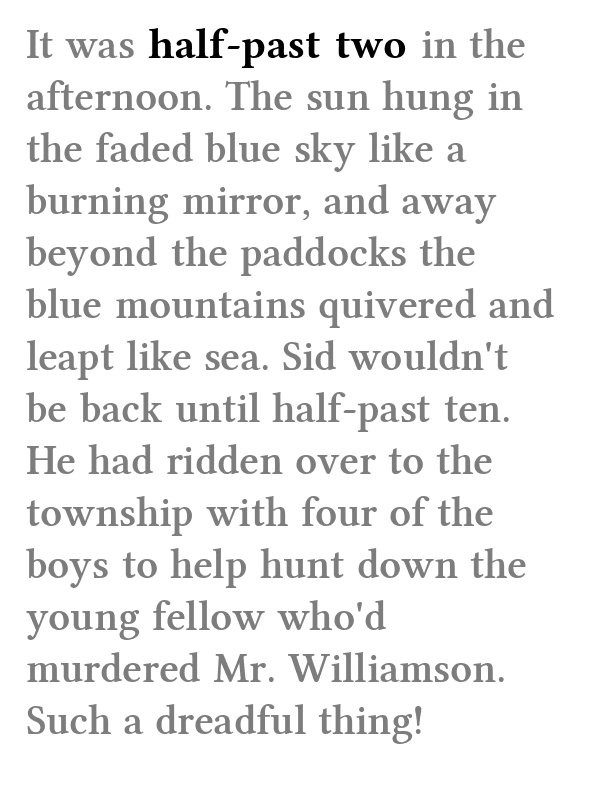 It was half-past two in the
afternoon. The sun hung in
the faded blue sky like a
burning mirror, and away
beyond the paddocks the
blue mountains quivered and
leapt like sea. Sid wouldn't
be back until half-past ten.
He had ridden over to the
township with four of the
boys to help hunt down the
young fellow who'd
murdered Mr. Williamson.
Such a dreadful thing!